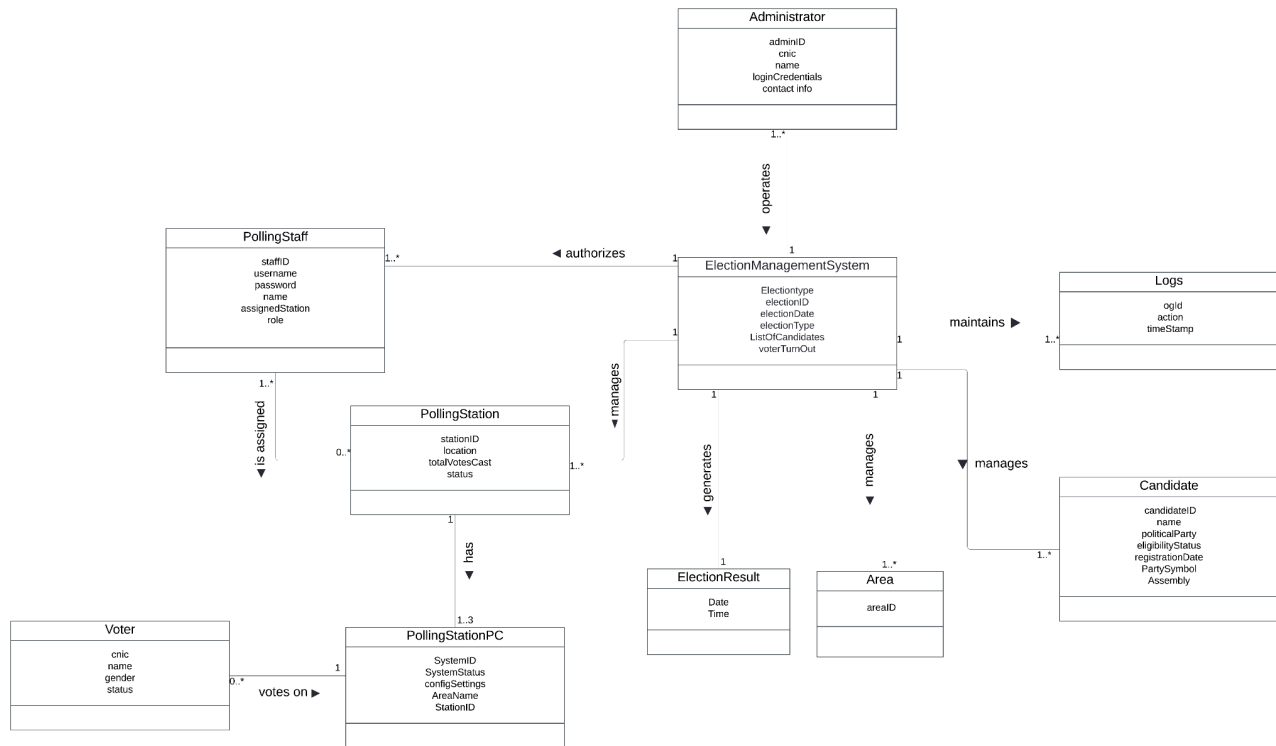 Administrator
adminID
cnic
name
loginCredentials
contact info
1..*
operates
1
PollingStaff
staffID
username
password
name
assignedStation
role
1..*
authorizes
1
ElectionManagementSystem
Electiontype
electionID
electionDate
electionType
ListOfCandidates
voterTurnOut
1
maintains
1..*
Logs
ogId
action
timeStamp
1..*
is assigned
0..*
PollingStation
stationID
location
totalVotesCast
status
1
manages
1..*
1
generates
1
ElectionResult
Date
Time
1
manages
1..*
Area
areaID
1
manages
1..*
Candidate
candidateID
name
politicalParty
eligibilityStatus
registrationDate
PartySymbol
Assembly
1
has
1..3
PollingStationPC
SystemID
SystemStatus
configSettings
AreaName
StationID
Voter
cnic
name
gender
status
0..*
votes on
1